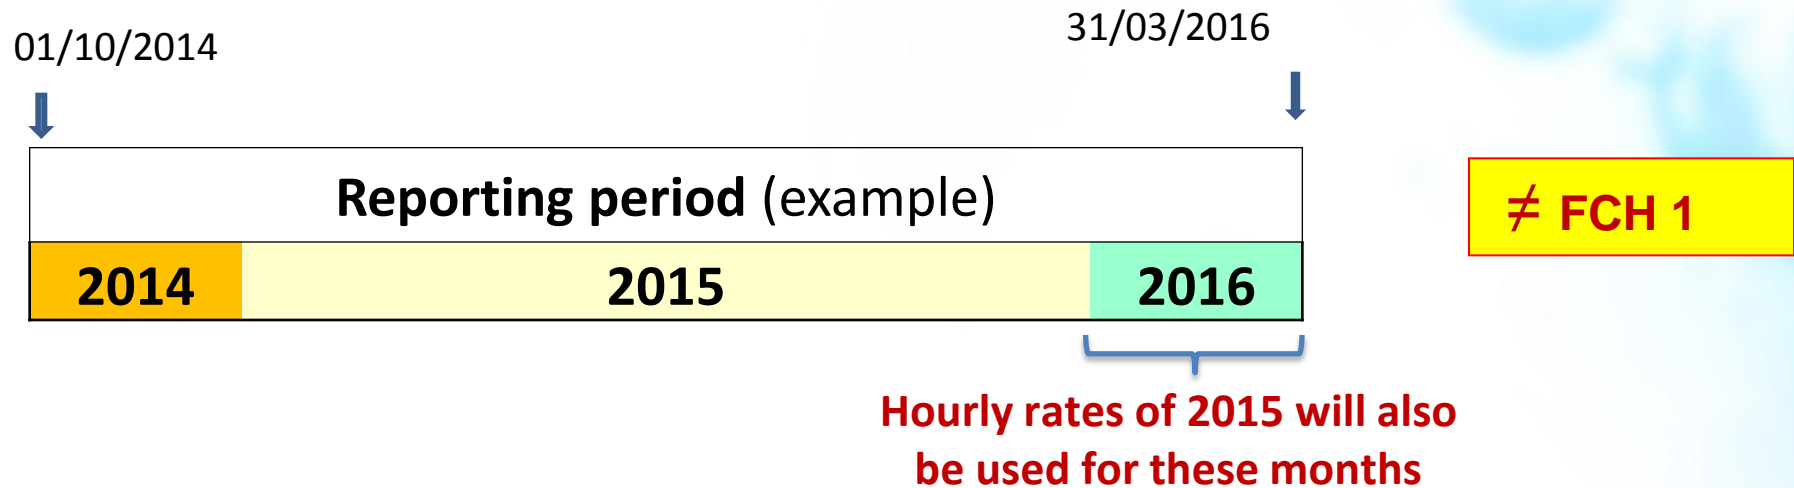 01/10/2014
31/03/2016
Reporting period (example)
≠ FCH 1
2014
2015
2016
Hourly rates of 2015 will also
be used for these months